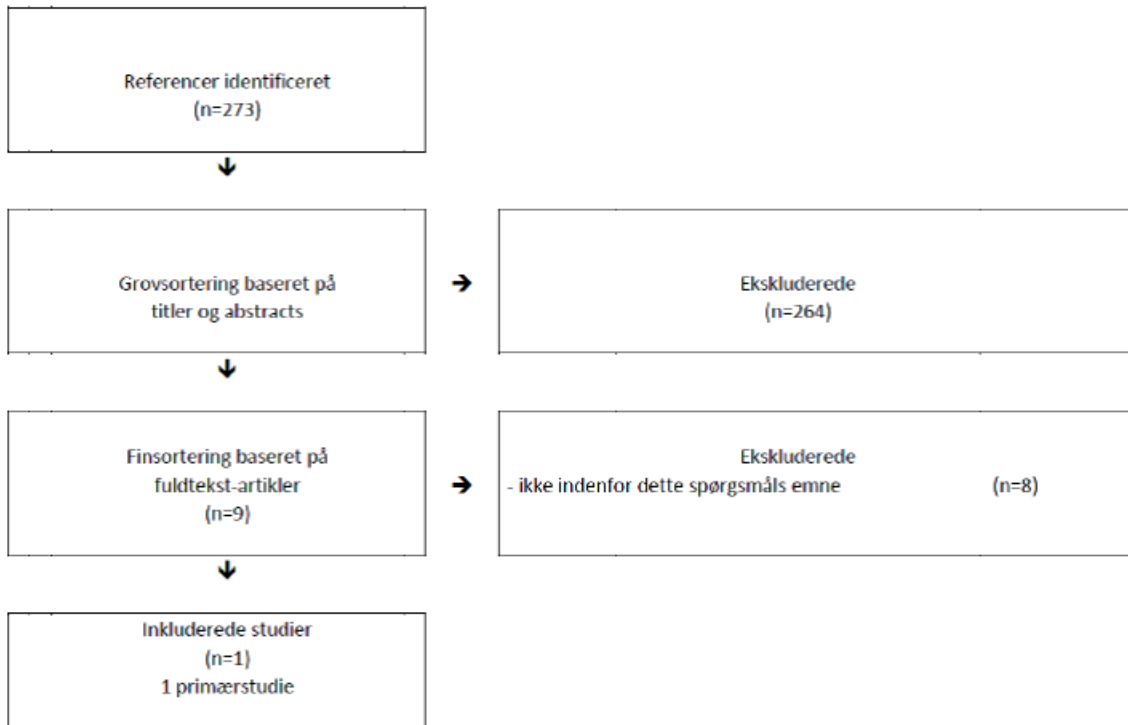 Referencer identificeret
(n=273)
Grovsortering baseret på
titler og abstracts
Ekskluderede
(n=264)
Finsortering baseret på
fuldtekst-artikler
(n=9)
Ekskluderede
- ikke indenfor dette spørgsmåls emne (n=8)
Inkluderede studier
(n=1)
1 primærstudie